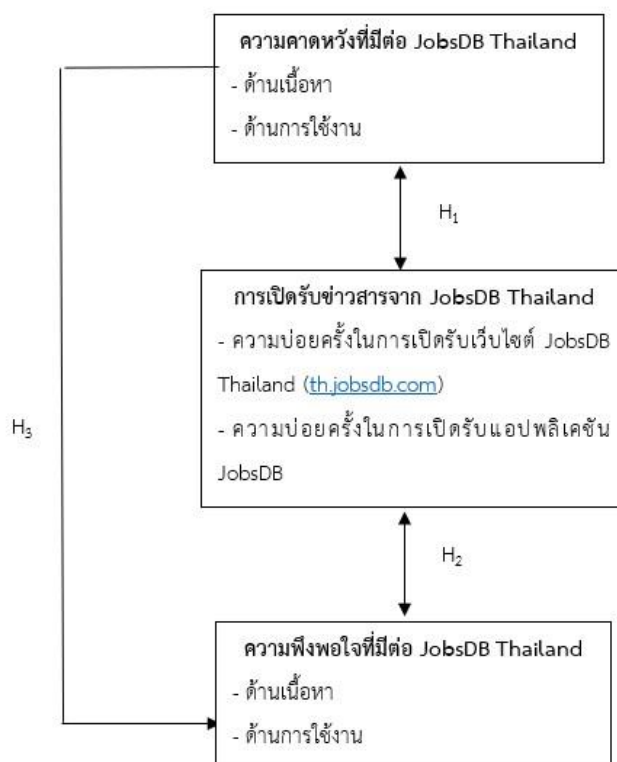 ความคาดหวังที่มีต่อ JobsDB Thailand
- ด้านเนื้อหา
- ด้านการใช้งาน
H₁
การเปิดรับข่าวสารจาก JobsDB Thailand
- ความบ่อยครั้งในการเปิดรับเว็บไซต์ JobsDB
Thailand (th.jobsdb.com)
- ความบ่อยครั้งในการเปิดรับแอปพลิเคชัน
JobsDB
H₃
H₂
ความพึงพอใจที่มีต่อ JobsDB Thailand
- ด้านเนื้อหา
- ด้านการใช้งาน